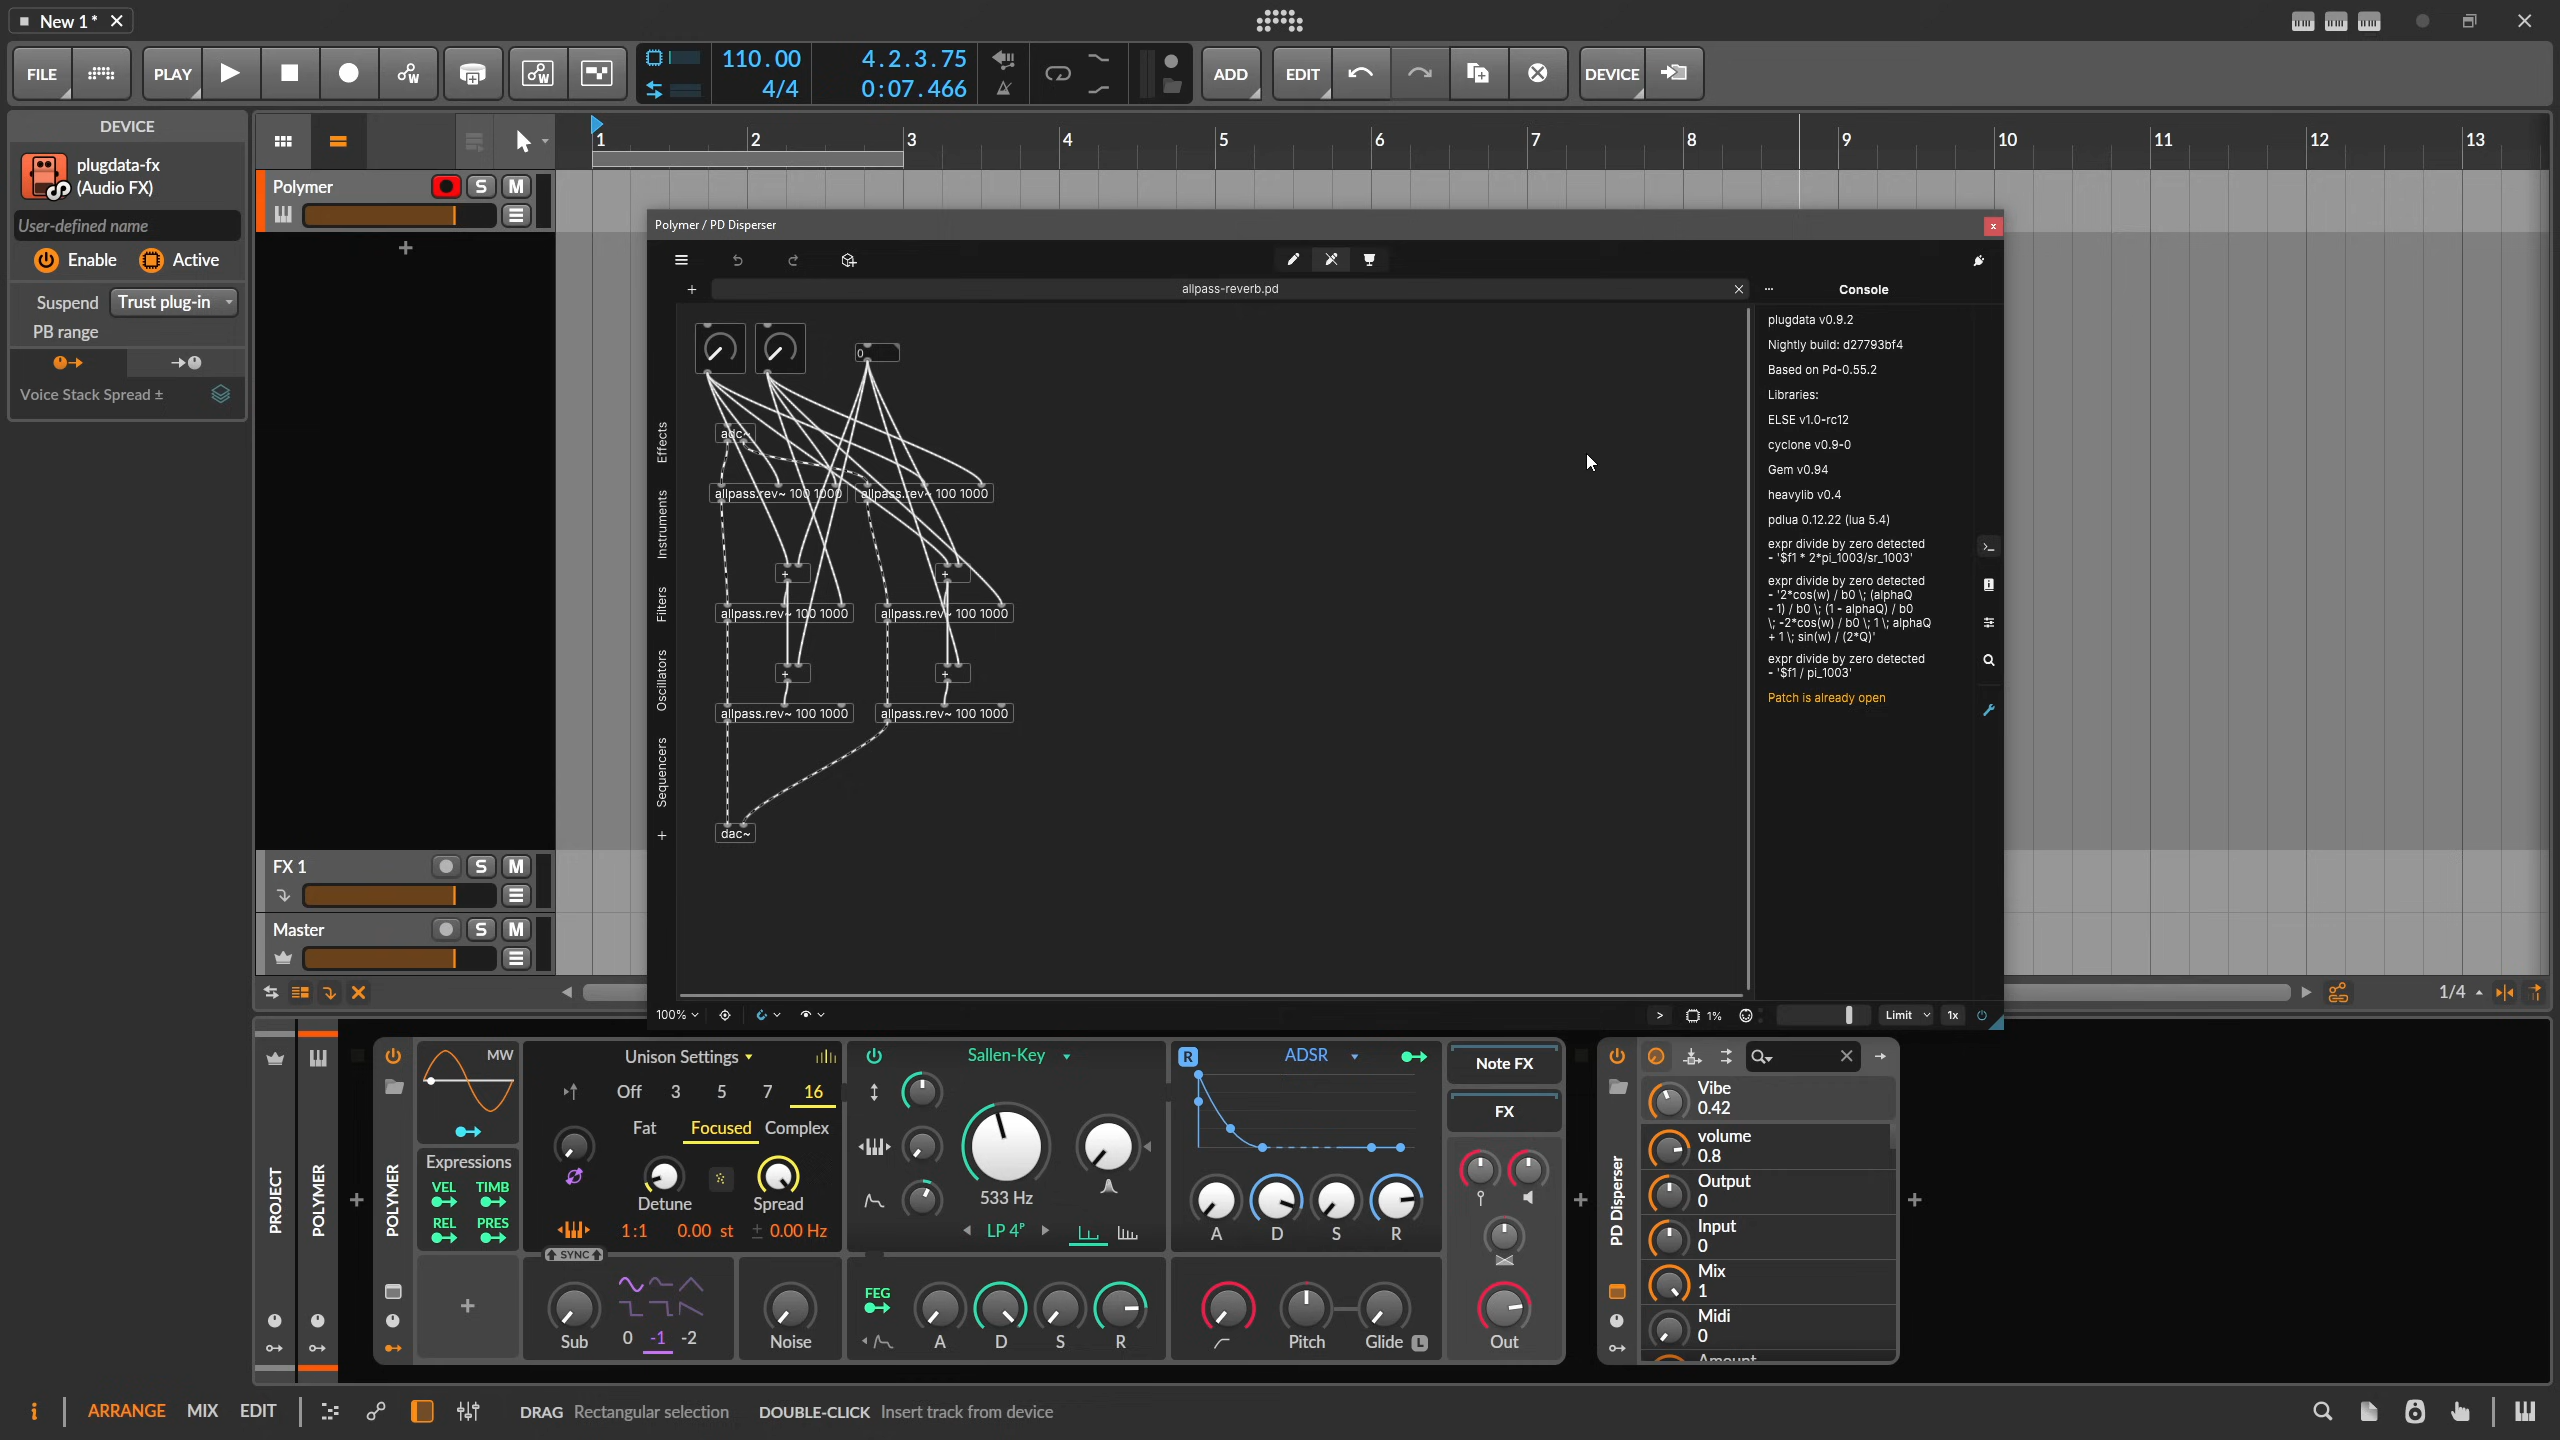 New 1 *
FILE
PLAY
110.00
4/4
4.2.3.75
0:07.466
ADD
EDIT
DEVICE
DEVICE
plugdata-fx
(Audio FX)
User-defined name
Enable
Active
Suspend
Trust plug-in
PB range
Voice Stack Spread ±
1
2
3
4
5
6
7
8
9
10
11
12
13
Polymer
S
M
Polymer / PD Disperser
x
allpass-reverb.pd
Effects
Instruments
Filters
Oscillators
Sequencers
0
adc~
allpass.rev~ 100 1000
allpass.rev~ 100 1000
+
+
allpass.rev~ 100 1000
allpass.rev~ 100 1000
+
+
allpass.rev~ 100 1000
allpass.rev~ 100 1000
dac~
Console
plugdata v0.9.2
Nightly build: d27793bf4
Based on Pd-0.55.2
Libraries:
ELSE v1.0-rc12
cyclone v0.9-0
Gem v0.94
heavylib v0.4
pdlua 0.12.22 (lua 5.4)
expr divide by zero detected
- '$f1 * 2*pi_1003/sr_1003'
expr divide by zero detected
- '2*cos(w) / b0 \; (alphaQ
- 1) / b0 \; (1 - alphaQ) / b0
\; -2*cos(w) / b0 \; 1 \; alphaQ
+ 1 \; sin(w) / (2*Q)'
expr divide by zero detected
- '$f1 / pi_1003'
Patch is already open
100%
1%
Limit
1x
FX 1
S
M
Master
S
M
1/4
PROJECT
POLYMER
POLYMER
MW
Expressions
VEL
TIMB
REL
PRES
Unison Settings
Off
3
5
7
16
Fat
Focused
Complex
Detune
Spread
1:1
0.00 st
± 0.00 Hz
SYNC
Sub
0
-1
-2
Noise
Sallen-Key
533 Hz
LP 4ᴾ
FEG
A
D
S
R
R
ADSR
A
D
S
R
Pitch
Glide
L
Note FX
FX
Out
PD Disperser
Vibe
0.42
volume
0.8
Output
0
Input
0
Mix
1
Midi
0
Amount
i
ARRANGE
MIX
EDIT
DRAG Rectangular selection
DOUBLE-CLICK Insert track from device